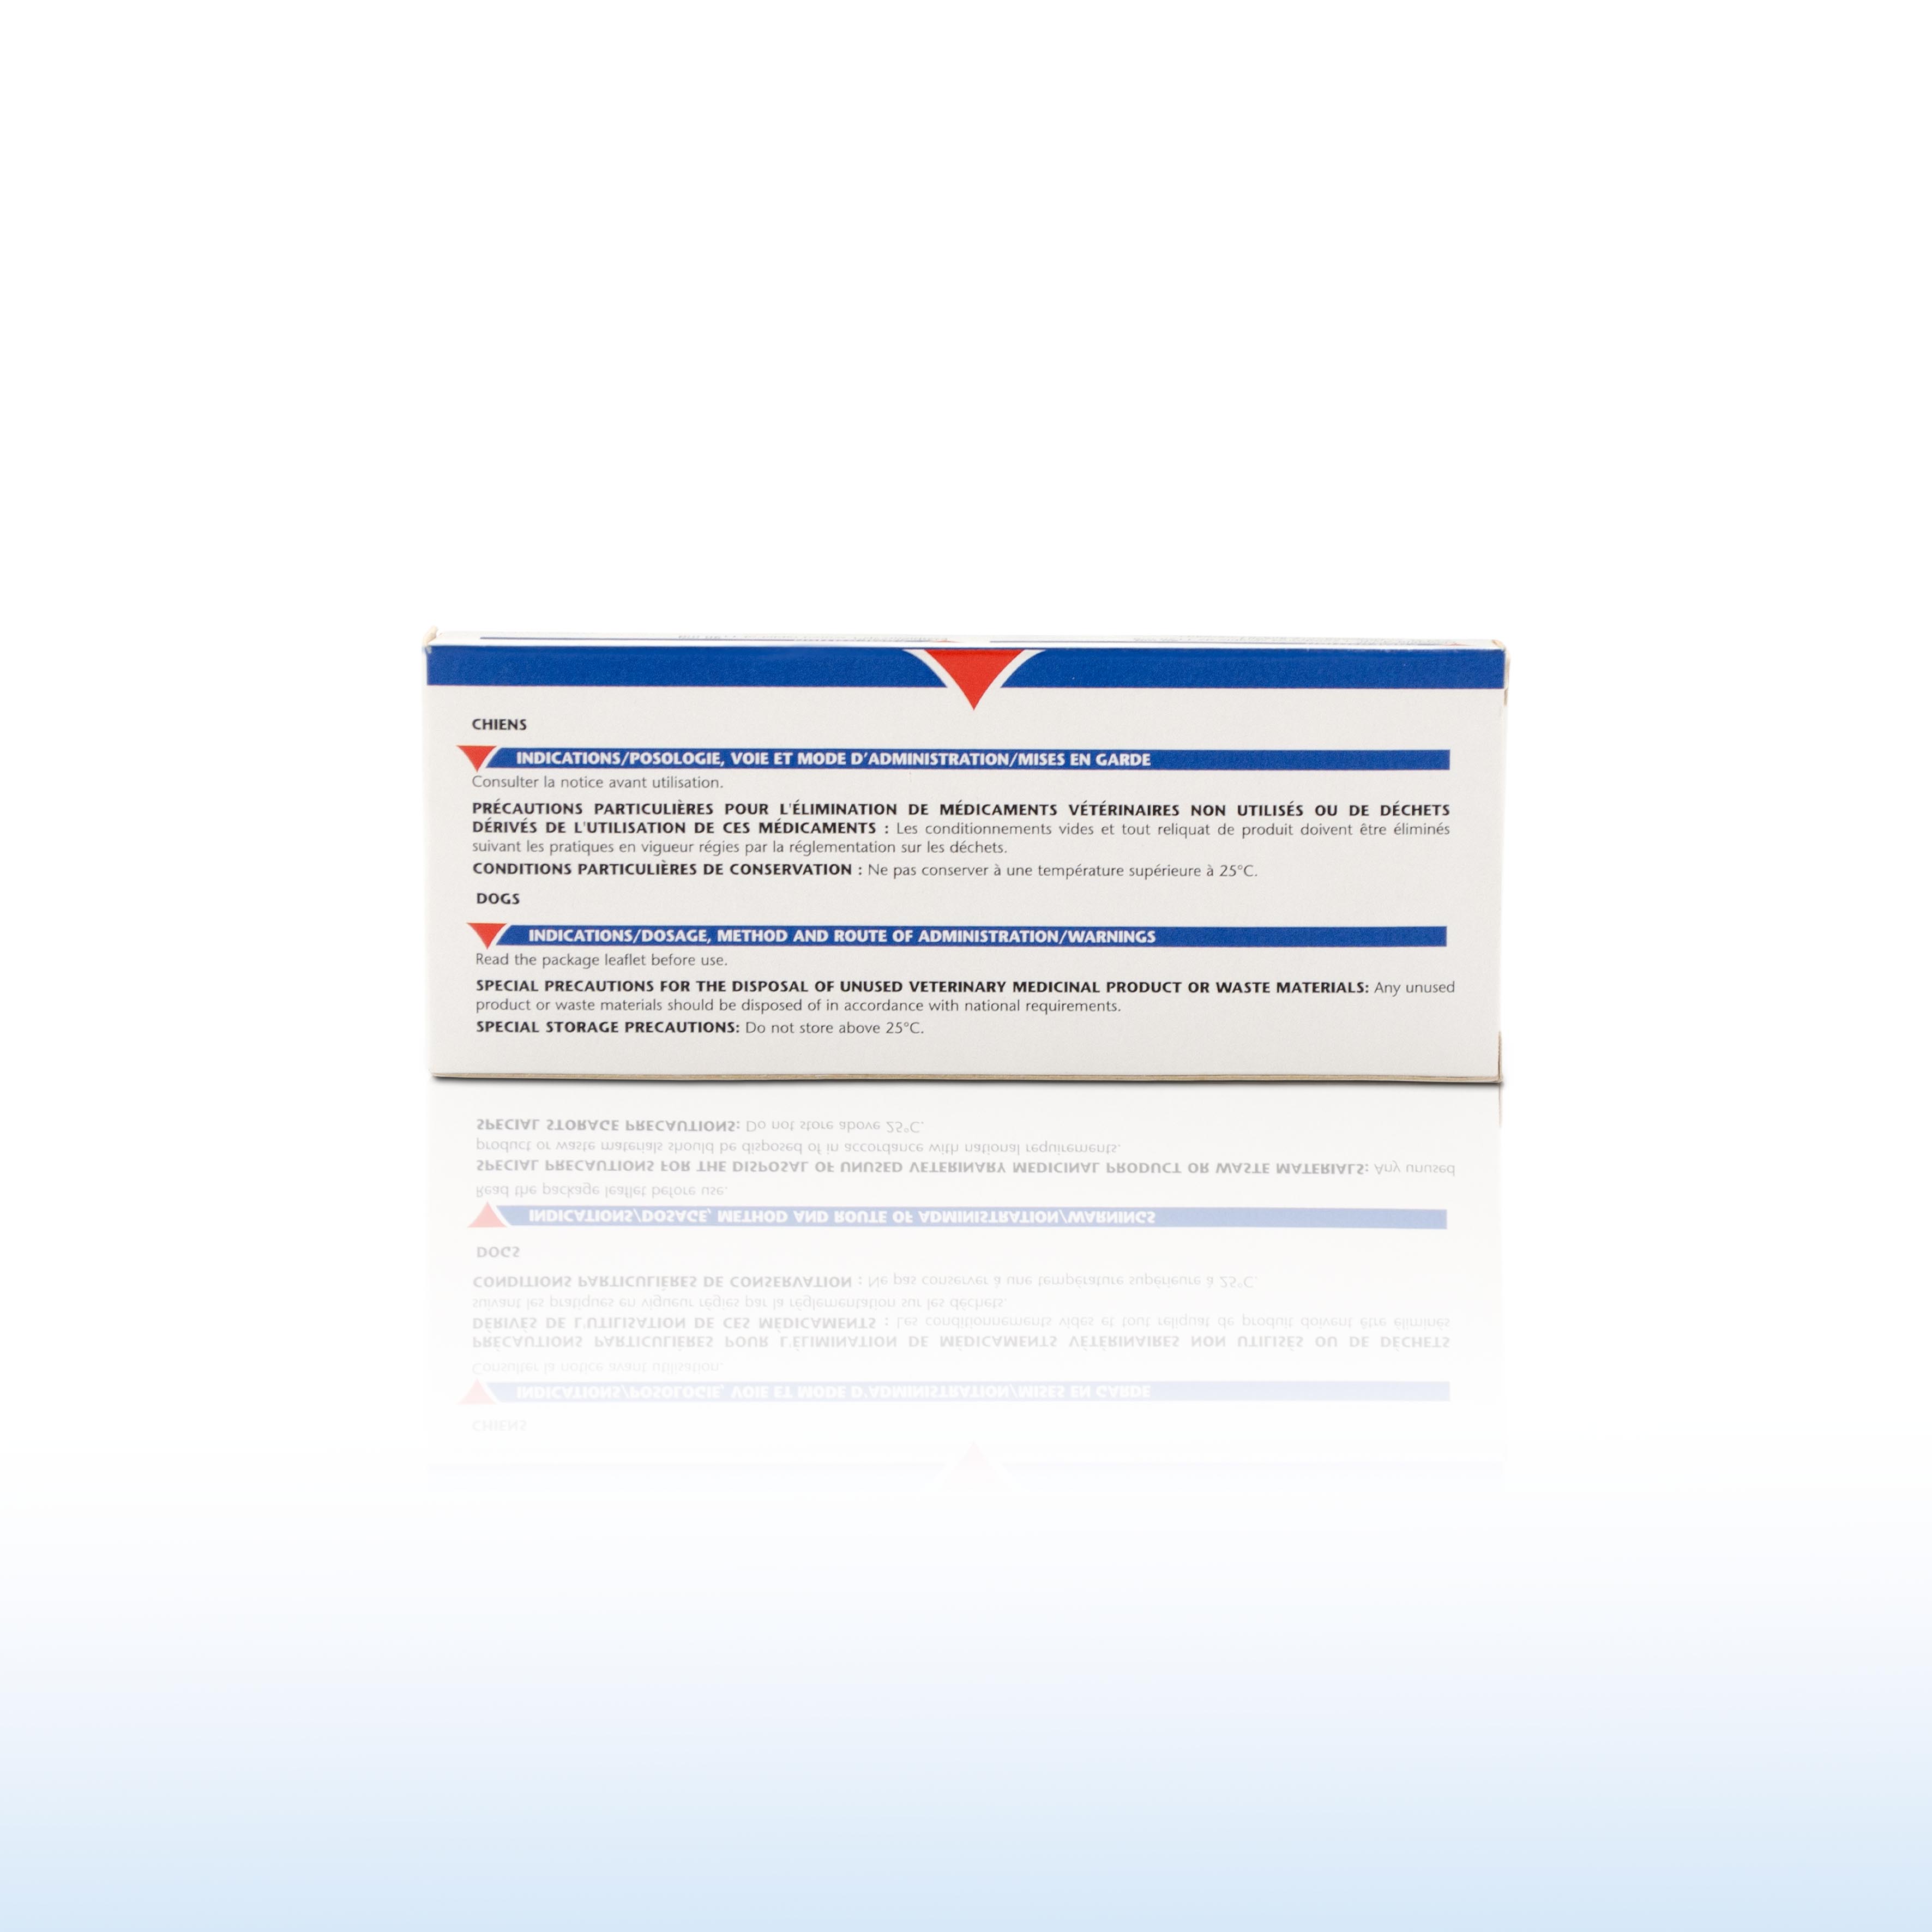 CHIENS
INDICATIONS/POSOLOGIE, VOIE ET MODE D'ADMINISTRATION/MISES EN GARDE
Consulter la notice avant utilisation.
PRÉCAUTIONS PARTICULIÈRES POUR L'ÉLIMINATION DE MÉDICAMENTS VÉTÉRINAIRES NON UTILISÉS OU DE DÉCHETS
DÉRIVÉS DE L'UTILISATION DE CES MÉDICAMENTS : Les conditionnements vides et tout reliquat de produit doivent être éliminés
suivant les pratiques en vigueur régies par la réglementation sur les déchets.
CONDITIONS PARTICULIÈRES DE CONSERVATION : Ne pas conserver à une température supérieure à 25°C.
DOGS
INDICATIONS/DOSAGE, METHOD AND ROUTE OF ADMINISTRATION/WARNINGS
Read the package leaflet before use.
SPECIAL PRECAUTIONS FOR THE DISPOSAL OF UNUSED VETERINARY MEDICINAL PRODUCT OR WASTE MATERIALS: Any unused
product or waste materials should be disposed of in accordance with national requirements.
SPECIAL STORAGE PRECAUTIONS: Do not store above 25°C.